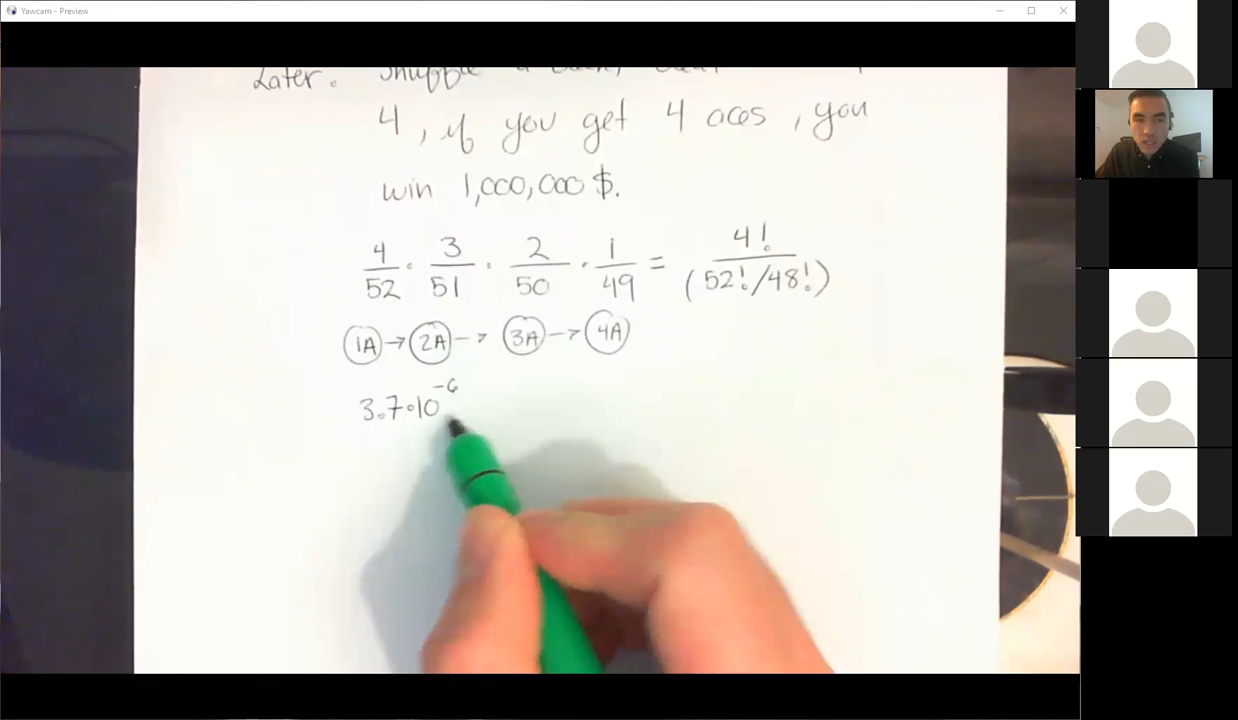 Yawcam - Preview
Later. Shuffle a
4, if you get 4 aces, you
win 1,000,000$.
4/52 · 3/51 · 2/50 · 1/49 = 4!/(52!/48!)
1A → 2A → 3A → 4A
3.7·10^-6